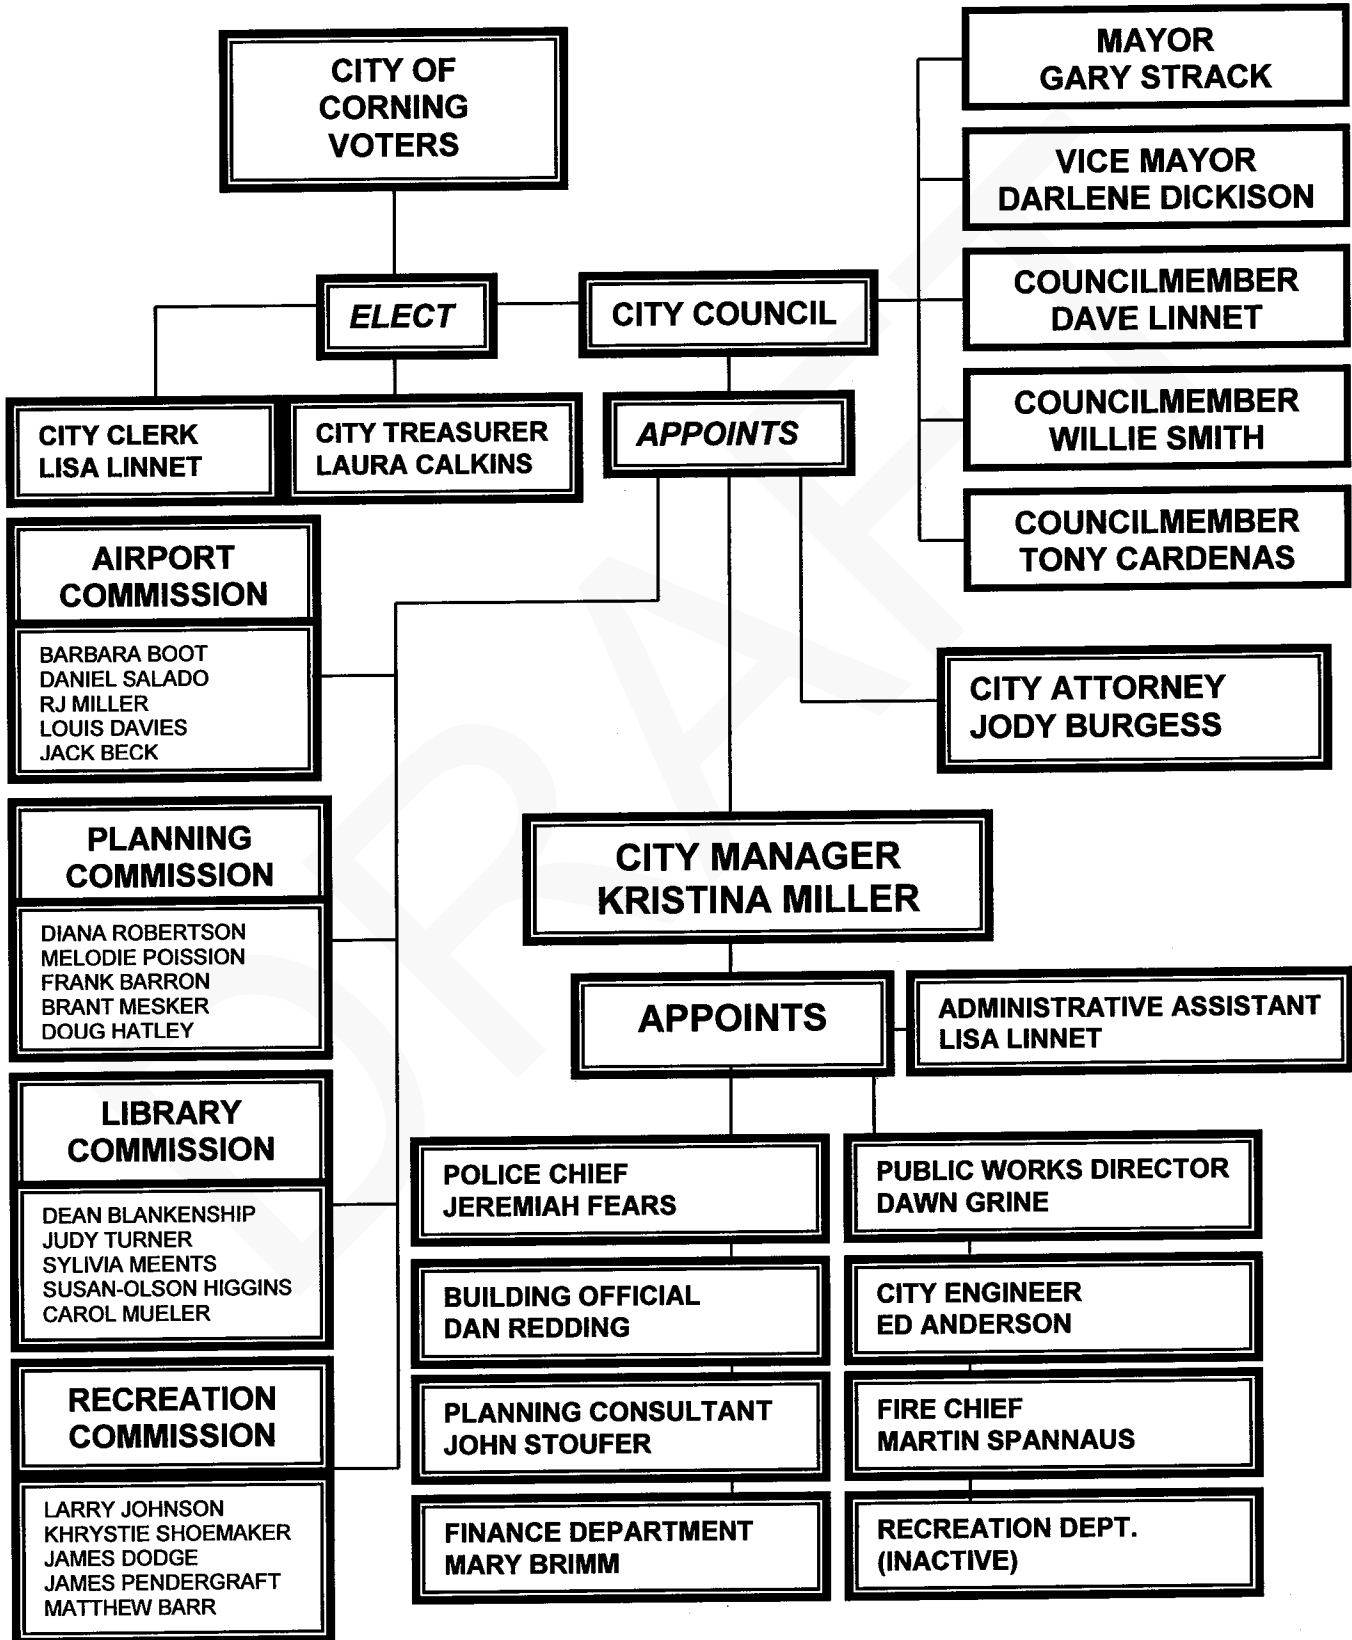 CITY OF
CORNING
VOTERS
MAYOR
GARY STRACK
VICE MAYOR
DARLENE DICKISON
COUNCILMEMBER
DAVE LINNET
COUNCILMEMBER
WILLIE SMITH
COUNCILMEMBER
TONY CARDENAS
ELECT
CITY COUNCIL
CITY CLERK
LISA LINNET
CITY TREASURER
LAURA CALKINS
APPOINTS
AIRPORT
COMMISSION
BARBARA BOOT
DANIEL SALADO
RJ MILLER
LOUIS DAVIES
JACK BECK
CITY ATTORNEY
JODY BURGESS
PLANNING
COMMISSION
DIANA ROBERTSON
MELODIE POISSION
FRANK BARRON
BRANT MESKER
DOUG HATLEY
CITY MANAGER
KRISTINA MILLER
APPOINTS
ADMINISTRATIVE ASSISTANT
LISA LINNET
LIBRARY
COMMISSION
DEAN BLANKENSHIP
JUDY TURNER
SYLIVIA MEENTS
SUSAN-OLSON HIGGINS
CAROL MUELER
RECREATION
COMMISSION
LARRY JOHNSON
KHRYSTIE SHOEMAKER
JAMES DODGE
JAMES PENDERGRAFT
MATTHEW BARR
POLICE CHIEF
JEREMIAH FEARS
BUILDING OFFICIAL
DAN REDDING
PLANNING CONSULTANT
JOHN STOUFER
FINANCE DEPARTMENT
MARY BRIMM
PUBLIC WORKS DIRECTOR
DAWN GRINE
CITY ENGINEER
ED ANDERSON
FIRE CHIEF
MARTIN SPANNAUS
RECREATION DEPT.
(INACTIVE)
DRAFT